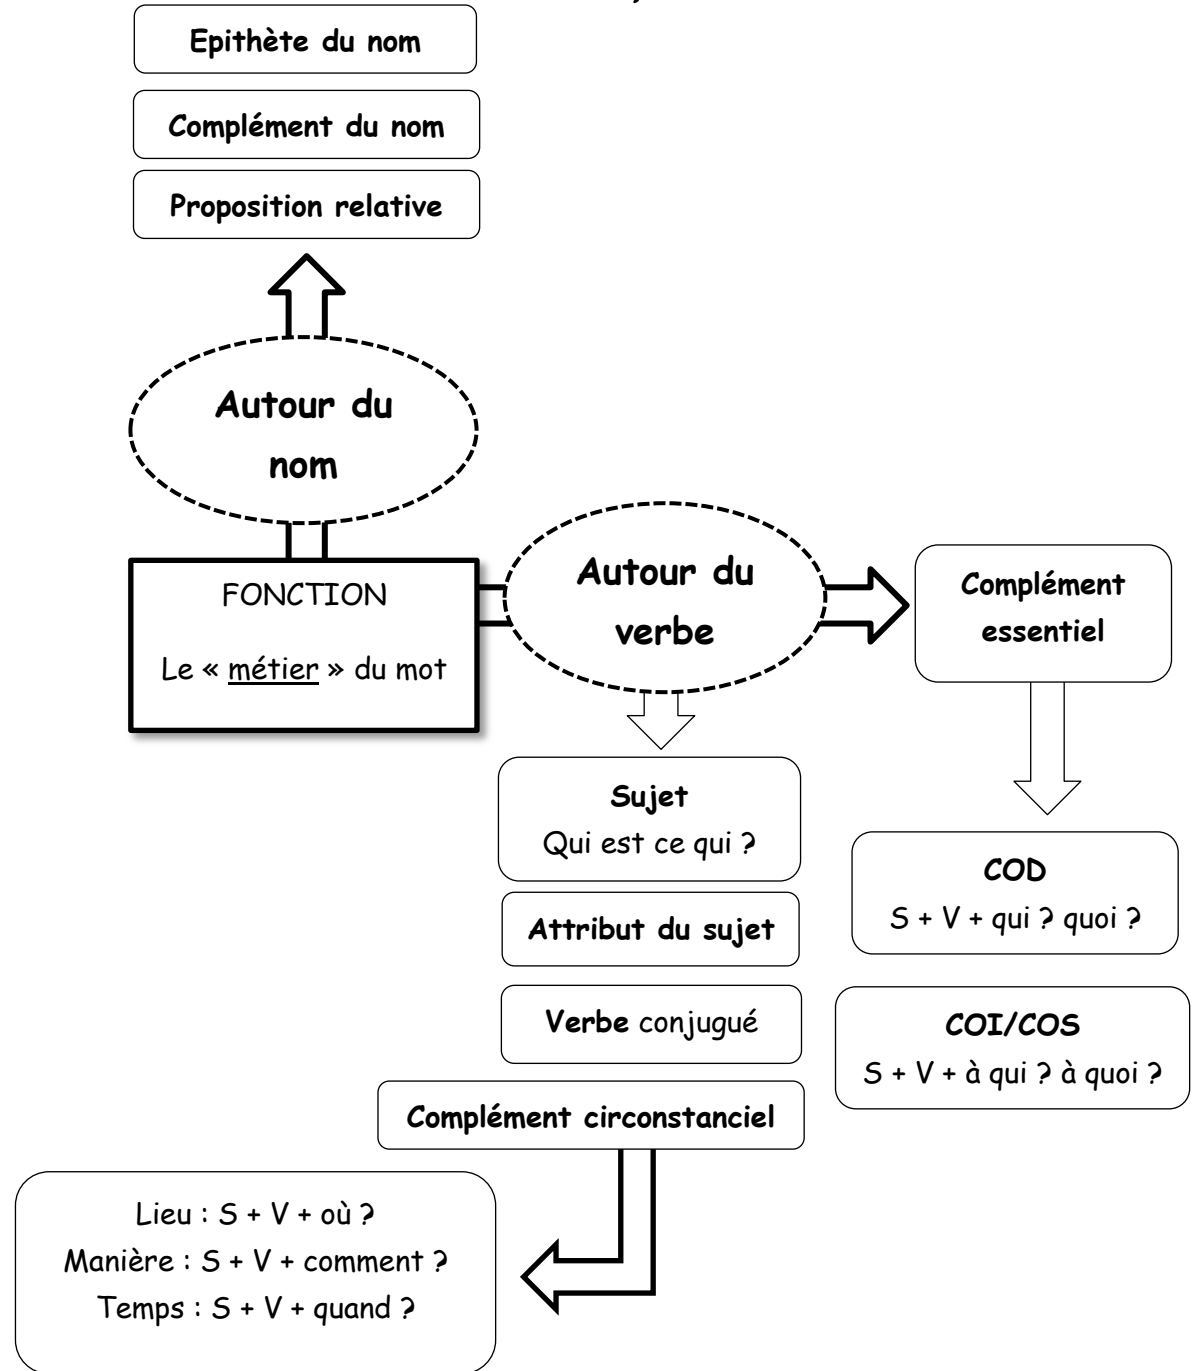 Epithète du nom
Complément du nom
Proposition relative
Autour du
nom
FONCTION
Le « métier » du mot
Autour du
verbe
Complément
essentiel
Sujet
Qui est ce qui ?
Attribut du sujet
Verbe conjugué
Complément circonstanciel
COD
S + V + qui ? quoi ?
COI/COS
S + V + à qui ? à quoi ?
Lieu : S + V + où ?
Manière : S + V + comment ?
Temps : S + V + quand ?